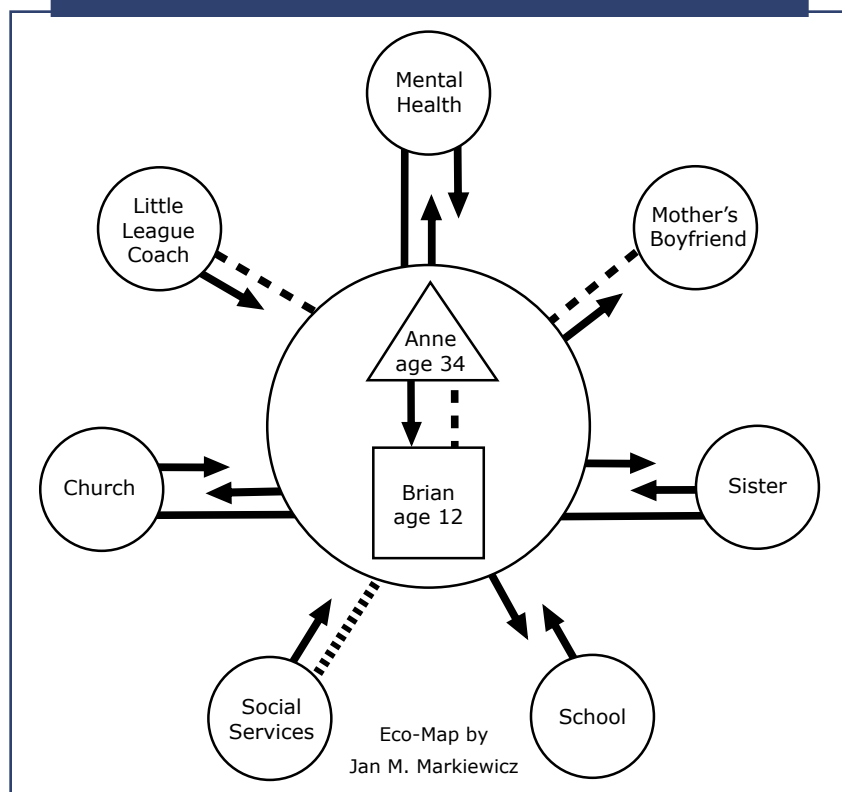 Mental
Health
Little
League
Coach
Mother’s
Boyfriend
Anne
age 34
Church
Brian
age 12
Sister
Social
Services
School
Eco-Map by
Jan M. Markiewicz